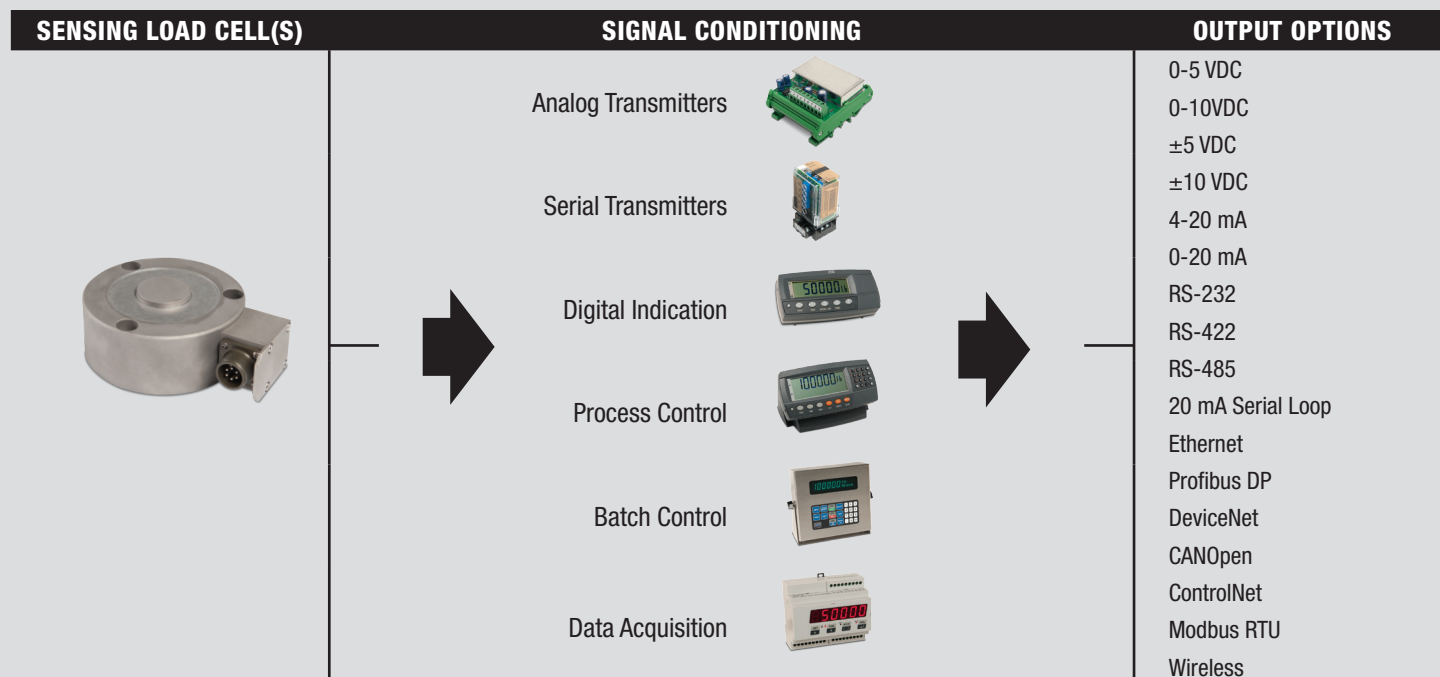 SENSING LOAD CELL(S)
SIGNAL CONDITIONING
OUTPUT OPTIONS
Analog Transmitters
Serial Transmitters
Digital Indication
50000
Process Control
Batch Control
Data Acquisition
50000
0-5 VDC
0-10VDC
±5 VDC
±10 VDC
4-20 mA
0-20 mA
RS-232
RS-422
RS-485
20 mA Serial Loop
Ethernet
Profibus DP
DeviceNet
CANOpen
ControlNet
Modbus RTU
Wireless